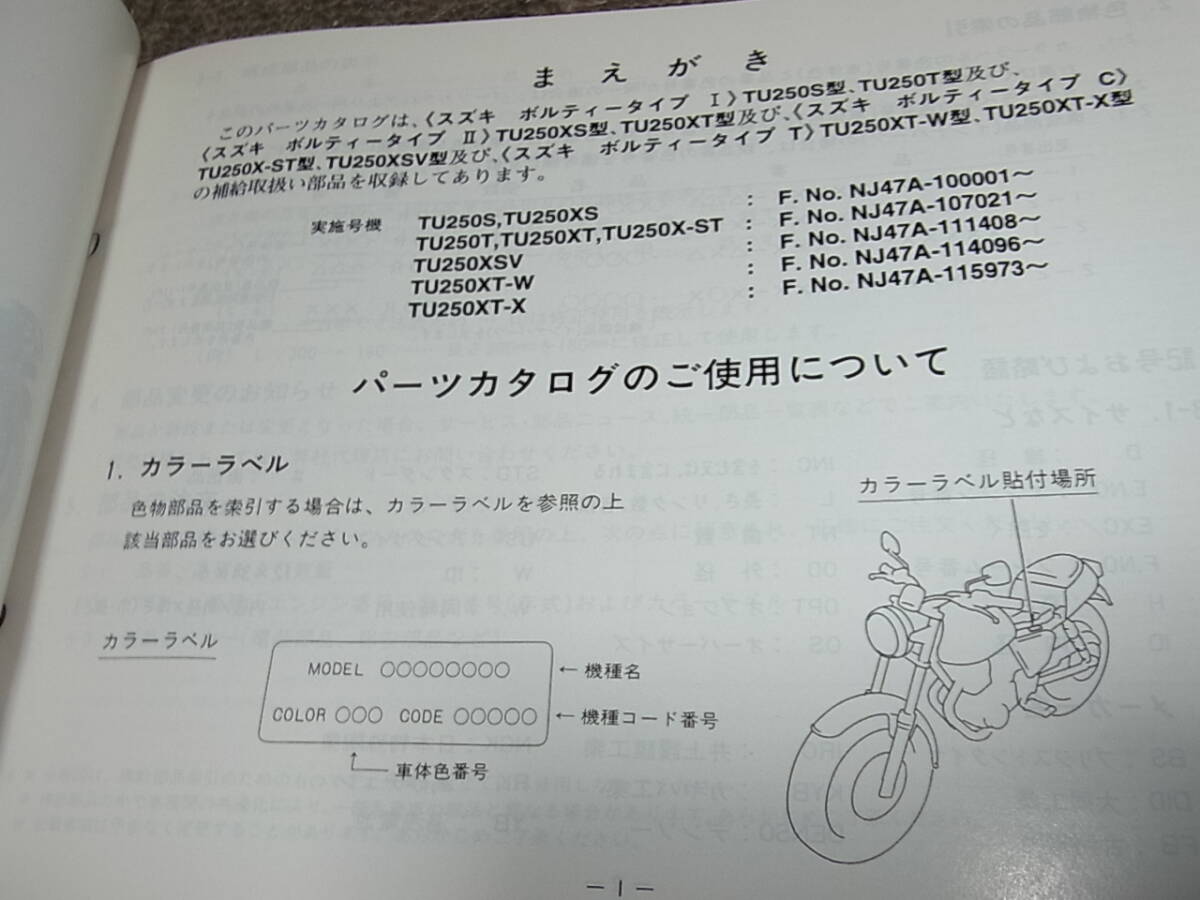 まえがき
このパーツカタログは、〈スズキ ボルティータイプ Ⅰ〉TU250S型、TU250T型及び、
〈スズキ ボルティータイプ Ⅱ〉TU250XS型、TU250XT型及び、〈スズキ ボルティータイプ C〉
TU250X-ST型、TU250XSV型及び、〈スズキ ボルティータイプ T〉TU250XT-W型、TU250XT-X型
の補給取扱い部品を収録してあります。
実施号機 TU250S,TU250XS : F. No. NJ47A-100001〜
TU250T,TU250XT,TU250X-ST : F. No. NJ47A-107021〜
TU250XSV : F. No. NJ47A-111408〜
TU250XT-W : F. No. NJ47A-114096〜
TU250XT-X : F. No. NJ47A-115973〜
パーツカタログのご使用について
1. カラーラベル
色物部品を索引する場合は、カラーラベルを参照の上
該当部品をお選びください。
カラーラベル貼付場所
カラーラベル
MODEL ○○○○○○○○ ←機種名
COLOR ○○○ CODE ○○○○○ ←機種コード番号
車体色番号
－1－